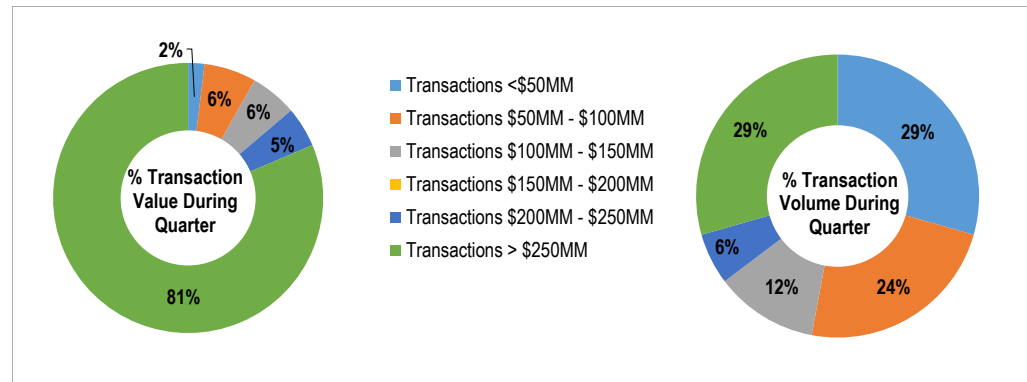 2%
6%
6%
5%
% Transaction
Value During
Quarter
81%
Transactions <$50MM
Transactions $50MM - $100MM
Transactions $100MM - $150MM
Transactions $150MM - $200MM
Transactions $200MM - $250MM
Transactions > $250MM
29%
29%
% Transaction
Volume During
Quarter
6%
12%
24%